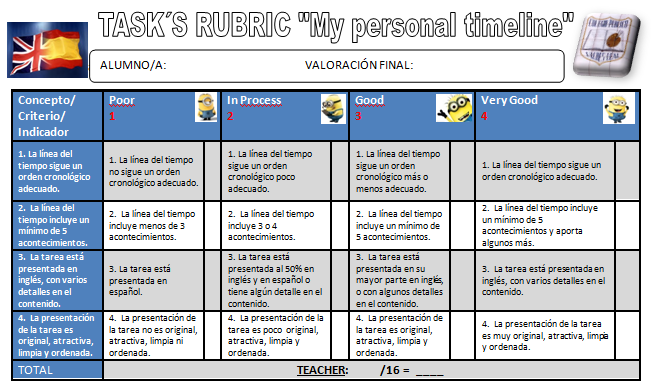 TASK´S RUBRIC "My personal timeline"
ALUMNO/A: VALORACIÓN FINAL:
Concepto/
Criterio/
Indicador
Poor
1
In Process
2
Good
3
Very Good
4
1. La línea del
tiempo sigue un
orden cronológico
adecuado.
1. La línea del tiempo
no sigue un orden
cronológico adecuado.
1. La línea del tiempo
sigue un orden
cronológico poco
adecuado.
1. La línea del tiempo
sigue un orden
cronológico más o
menos adecuado.
1. La línea del tiempo sigue un
orden cronológico adecuado.
2. La línea del
tiempo incluye un
mínimo de 5
acontecimientos.
2. La línea del tiempo
incluye menos de 3
acontecimientos.
2. La línea del tiempo
incluye 3 o 4
acontecimientos.
2. La línea del tiempo
incluye un mínimo de
5 acontecimientos.
2. La línea del tiempo incluye
un mínimo de 5
acontecimientos y aporta
algunos más.
3. La tarea está
presentada en
inglés, con varios
detalles en el
contenido.
3. La tarea está
presentada en
español.
3. La tarea está
presentada al 50% en
inglés y en español o
tiene algún detalle en el
contenido.
3. La tarea está
presentada en su
mayor parte en inglés,
o con algunos detalles
en el contenido.
3. La tarea está presentada en
inglés, con varios detalles en el
contenido.
4. La presentación
de la tarea es
original, atractiva,
limpia y ordenada.
4. La presentación de
la tarea no es original,
atractiva, limpia ni
ordenada.
4. La presentación de la
tarea es poco original,
atractiva, limpia y
ordenada.
4. La presentación de
la tarea es original,
atractiva, limpia y
ordenada.
4. La presentación de la tarea
es muy original, atractiva, limpia
y ordenada.
TOTAL
TEACHER: /16 = ____